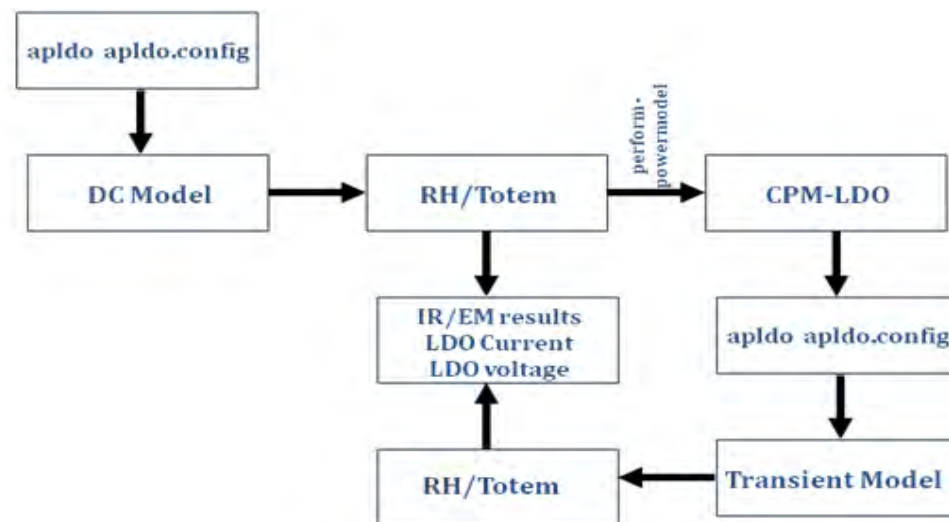 apldo apldo.config
DC Model
RH/Totem
perform-
powermodel
CPM-LDO
IR/EM results
LDO Current
LDO voltage
apldo apldo.config
RH/Totem
Transient Model